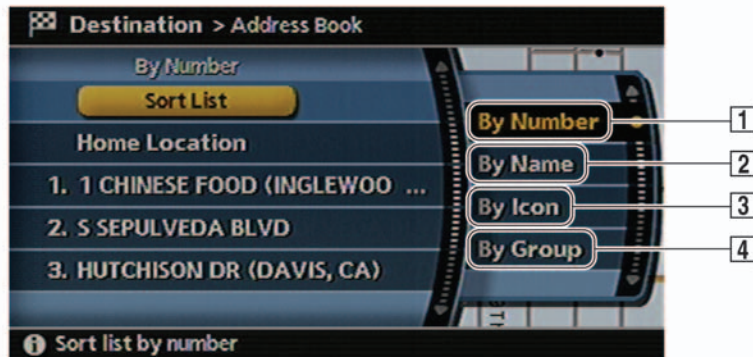 Destination > Address Book
By Number
Sort List
Home Location
1. 1 CHINESE FOOD (INGLEWOO ...
2. S SEPULVEDA BLVD
3. HUTCHISON DR (DAVIS, CA)
By Number
By Name
By Icon
By Group
1
2
3
4
Sort list by number